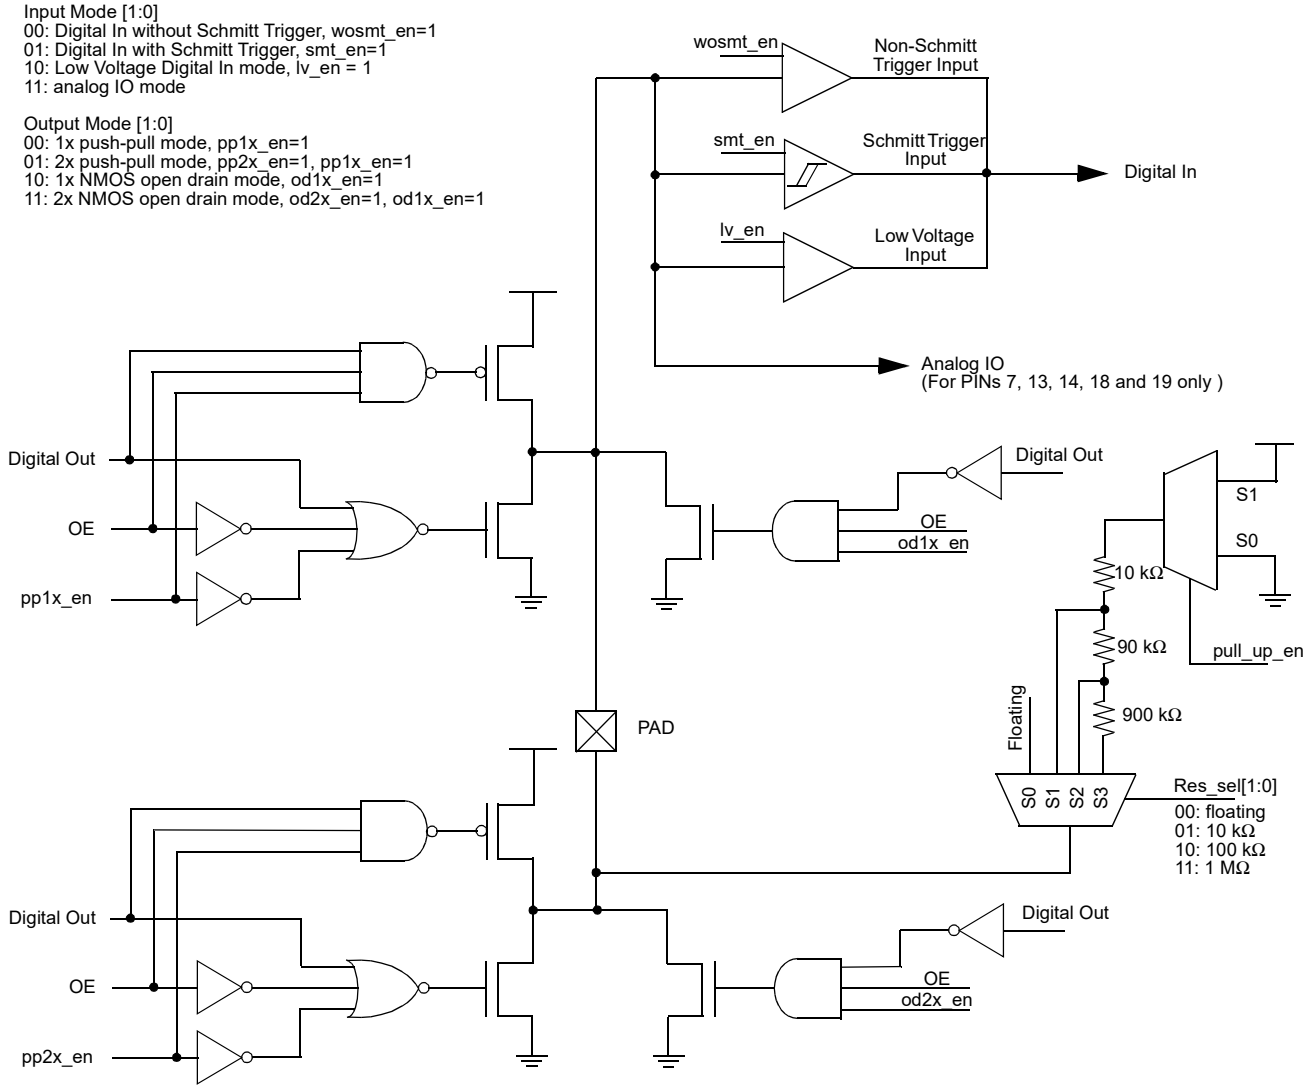 Input Mode [1:0]
00: Digital In without Schmitt Trigger, wosmt_en=1
01: Digital In with Schmitt Trigger, smt_en=1
10: Low Voltage Digital In mode, lv_en = 1
11: analog IO mode
Output Mode [1:0]
00: 1x push-pull mode, pp1x_en=1
01: 2x push-pull mode, pp2x_en=1, pp1x_en=1
10: 1x NMOS open drain mode, od1x_en=1
11: 2x NMOS open drain mode, od2x_en=1, od1x_en=1
wosmt_en
Non-Schmitt
Trigger Input
smt_en
Schmitt Trigger
Input
Digital In
lv_en
Low Voltage
Input
Analog IO
(For PINs 7, 13, 14, 18 and 19 only )
Digital Out
OE
pp1x_en
Digital Out
OE
od1x_en
S1
S0
10 kΩ
90 kΩ
pull_up_en
900 kΩ
Floating
PAD
S0
S1
S2
S3
Res_sel[1:0]
00: floating
01: 10 kΩ
10: 100 kΩ
11: 1 MΩ
Digital Out
OE
pp2x_en
Digital Out
OE
od2x_en